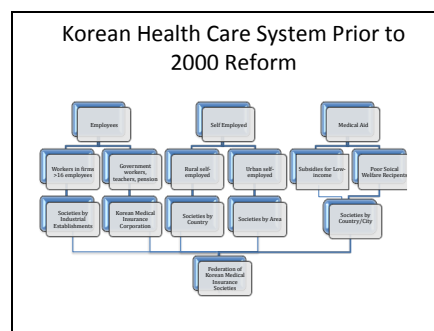 Korean Health Care System Prior to
2000 Reform
Employees
Self Employed
Medical Aid
Workers in firms
>16 employees
Government
workers,
teachers, pension
Rural self-
employed
Urban self-
employed
Subsidies for Low-
income
Poor Soical
Welfare Recipents
Societies by
Industrial
Establishments
Korean Medical
Insurance
Corporation
Societies by
Country
Societies by Area
Societies by
Country/City
Federation of
Korean Medical
Insurance
Societies